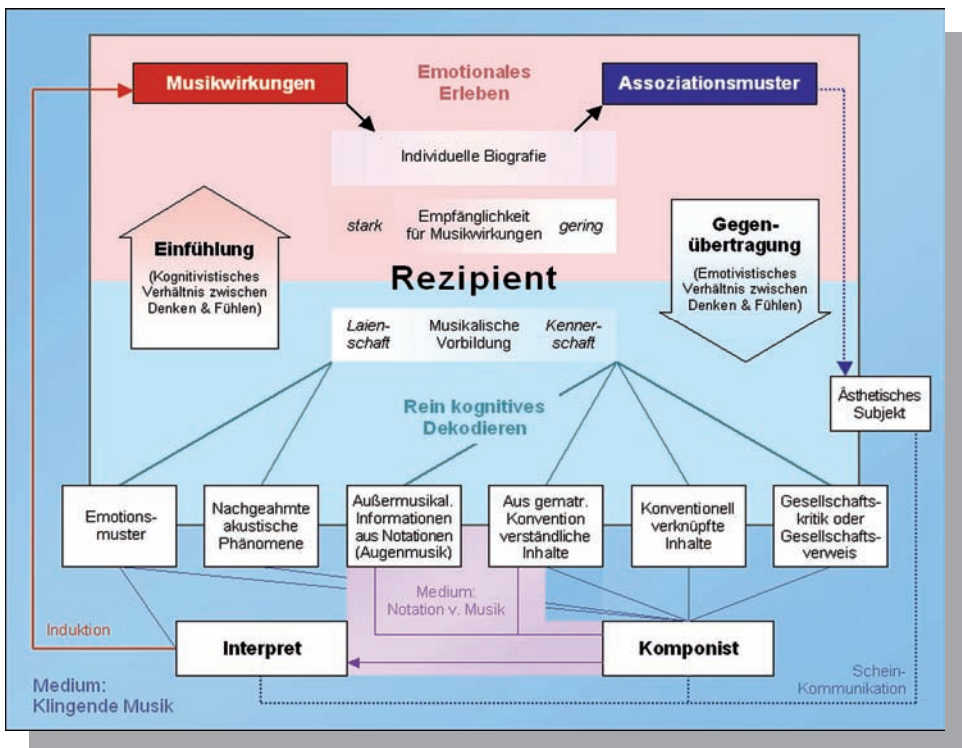 Musikwirkungen
Emotionales
Erleben
Assoziationsmuster
Individuelle Biografie
stark
Empfänglichkeit
für Musikwirkungen
gering
Einfühlung
(Kognitivistisches
Verhältnis zwischen
Denken & Fühlen)
Gegen-
übertragung
(Emotivistisches
Verhältnis zwischen
Denken & Fühlen)
Rezipient
Laien-
schaft
Musikalische
Vorbildung
Kenner-
schaft
Rein kognitives
Dekodieren
Ästhetisches
Subjekt
Emotions-
muster
Nachgeahmte
akustische
Phänomene
Außermusikal.
Informationen
aus Notationen
(Augenmusik)
Aus gematr.
Konvention
verständliche
Inhalte
Konventionell
verknüpfte
Inhalte
Gesellschafts-
kritik oder
Gesellschafts-
verweis
Medium:
Notation v. Musik
Induktion
Interpret
Komponist
Medium:
Klingende Musik
Schein-
Kommunikation